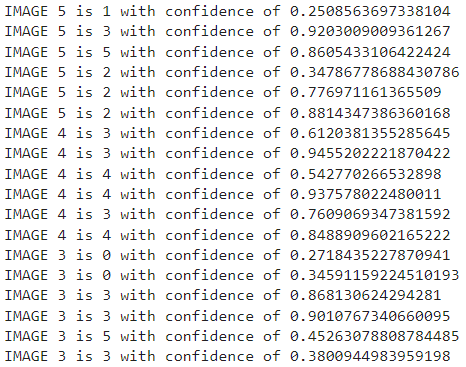 IMAGE 5 is 1 with confidence of 0.2508563697338104
IMAGE 5 is 3 with confidence of 0.9203009009361267
IMAGE 5 is 5 with confidence of 0.8605433106422424
IMAGE 5 is 2 with confidence of 0.34786778688430786
IMAGE 5 is 2 with confidence of 0.776971161365509
IMAGE 5 is 2 with confidence of 0.8814347386360168
IMAGE 4 is 3 with confidence of 0.6120381355285645
IMAGE 4 is 3 with confidence of 0.9455202221870422
IMAGE 4 is 4 with confidence of 0.542770266532898
IMAGE 4 is 4 with confidence of 0.937578022480011
IMAGE 4 is 3 with confidence of 0.7609069347381592
IMAGE 4 is 4 with confidence of 0.8488909602165222
IMAGE 3 is 0 with confidence of 0.2718435227870941
IMAGE 3 is 0 with confidence of 0.34591159224510193
IMAGE 3 is 3 with confidence of 0.868130624294281
IMAGE 3 is 3 with confidence of 0.9010767340660095
IMAGE 3 is 5 with confidence of 0.45263078808784485
IMAGE 3 is 3 with confidence of 0.3800944983959198